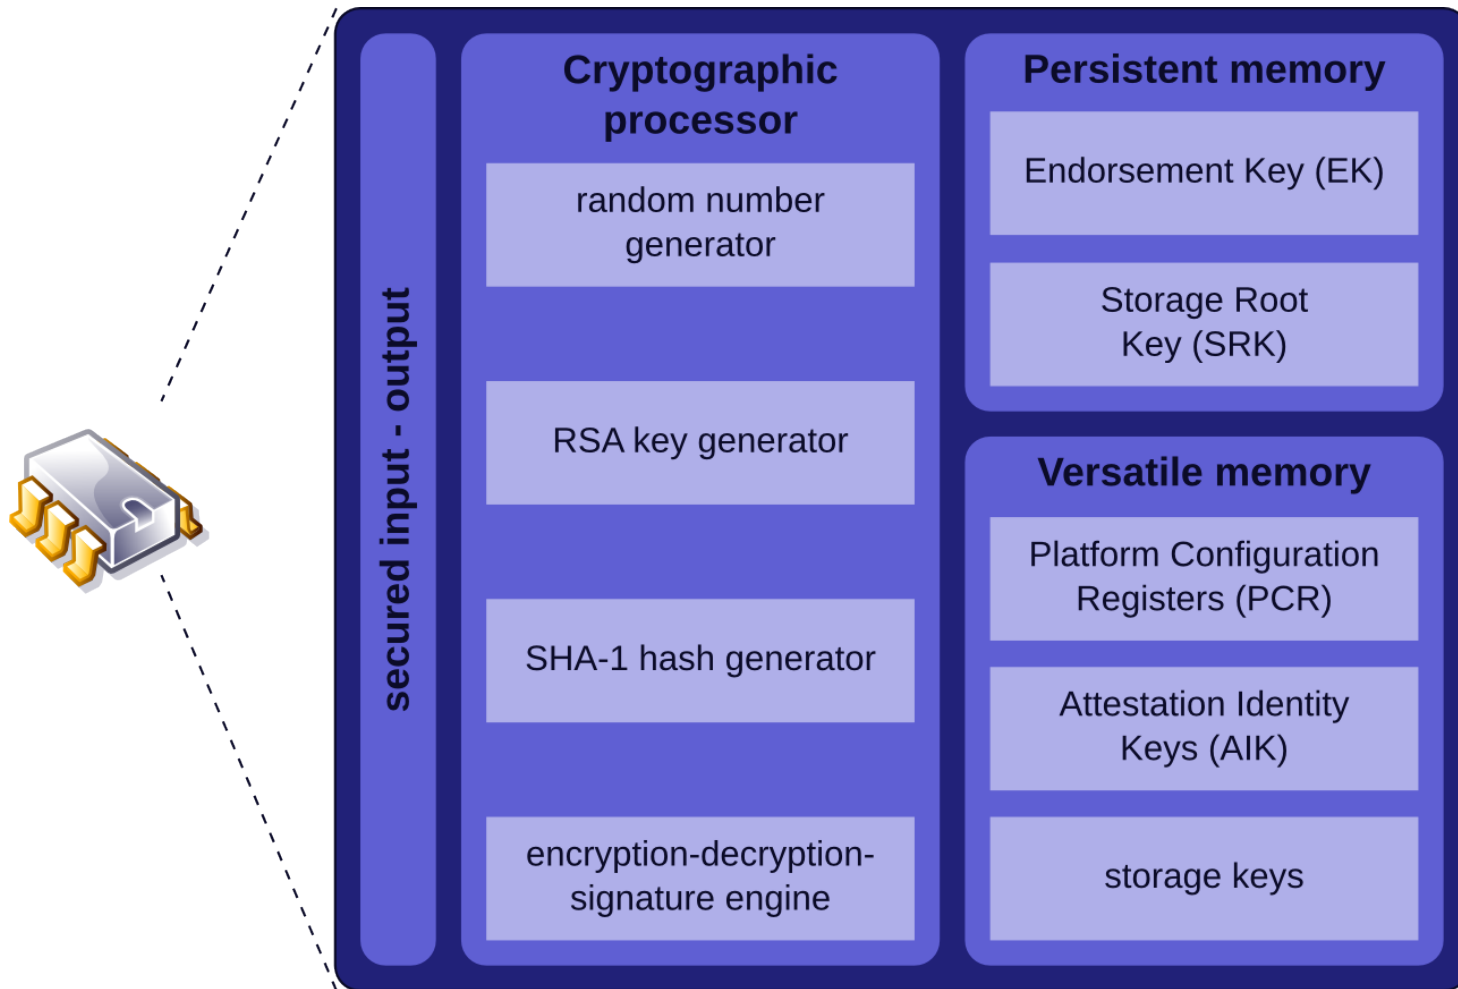 secured input - output
Cryptographic
processor
random number
generator
RSA key generator
SHA-1 hash generator
encryption-decryption-
signature engine
Persistent memory
Endorsement Key (EK)
Storage Root
Key (SRK)
Versatile memory
Platform Configuration
Registers (PCR)
Attestation Identity
Keys (AIK)
storage keys